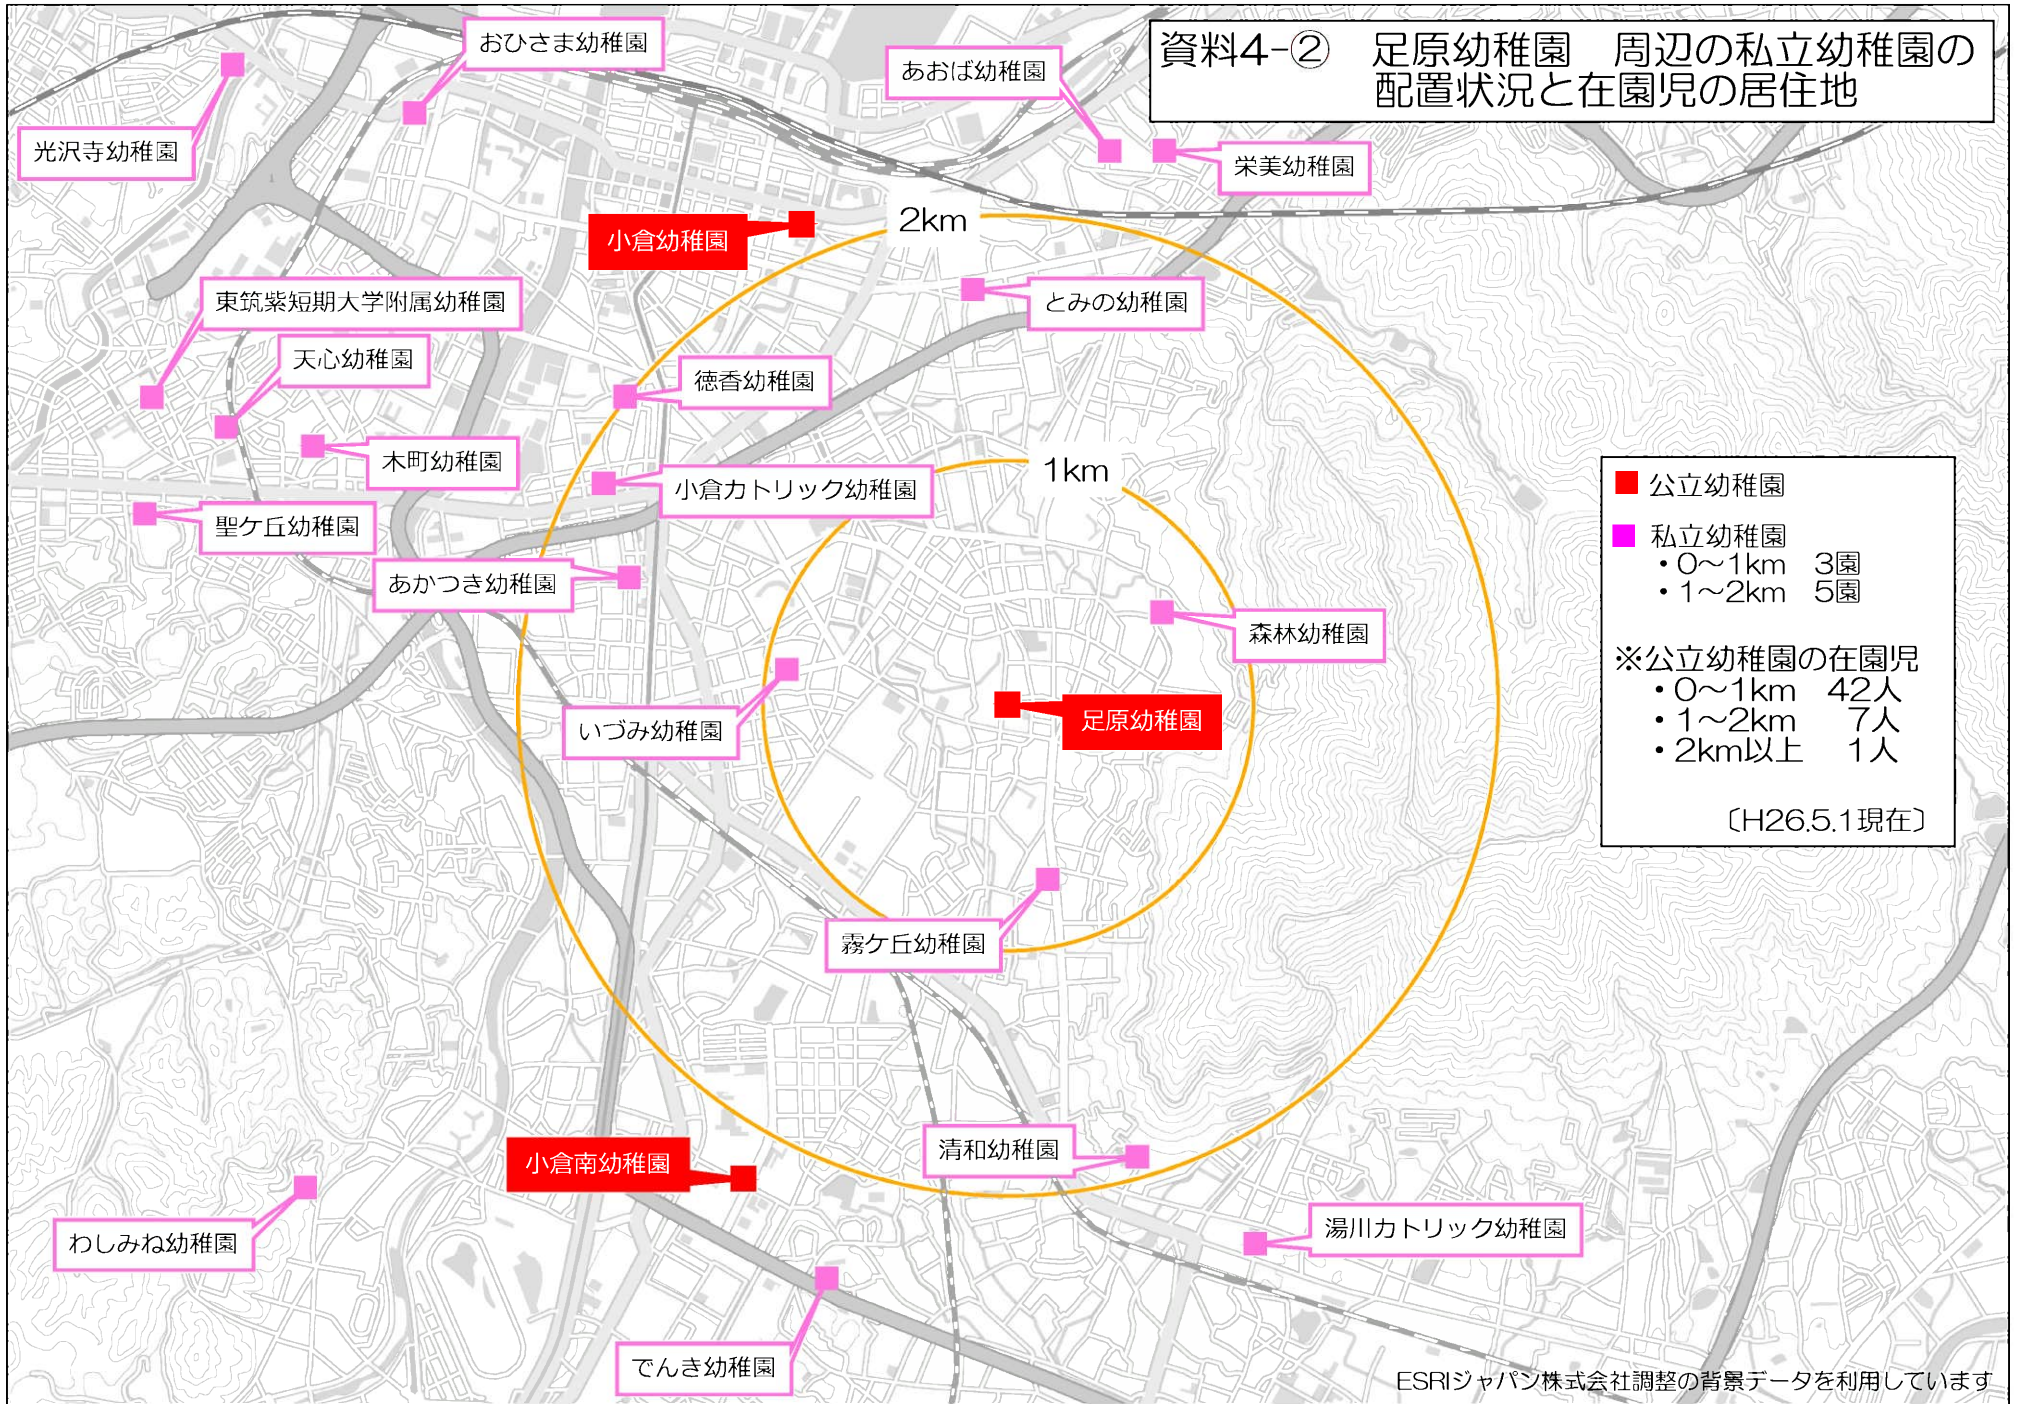 資料4-② 足原幼稚園 周辺の私立幼稚園の
配置状況と在園児の居住地
おひさま幼稚園
あおば幼稚園
光沢寺幼稚園
栄美幼稚園
2km
小倉幼稚園
東筑紫短期大学附属幼稚園
とみの幼稚園
天心幼稚園
徳香幼稚園
木町幼稚園
1km
小倉カトリック幼稚園
聖ケ丘幼稚園
あかつき幼稚園
森林幼稚園
足原幼稚園
いづみ幼稚園
霧ケ丘幼稚園
清和幼稚園
小倉南幼稚園
わしみね幼稚園
湯川カトリック幼稚園
でんき幼稚園
公立幼稚園
私立幼稚園
・0～1km 3園
・1～2km 5園
※公立幼稚園の在園児
・0～1km 42人
・1～2km 7人
・2km以上 1人
〔H26.5.1現在〕
ESRIジャパン株式会社調整の背景データを利用しています